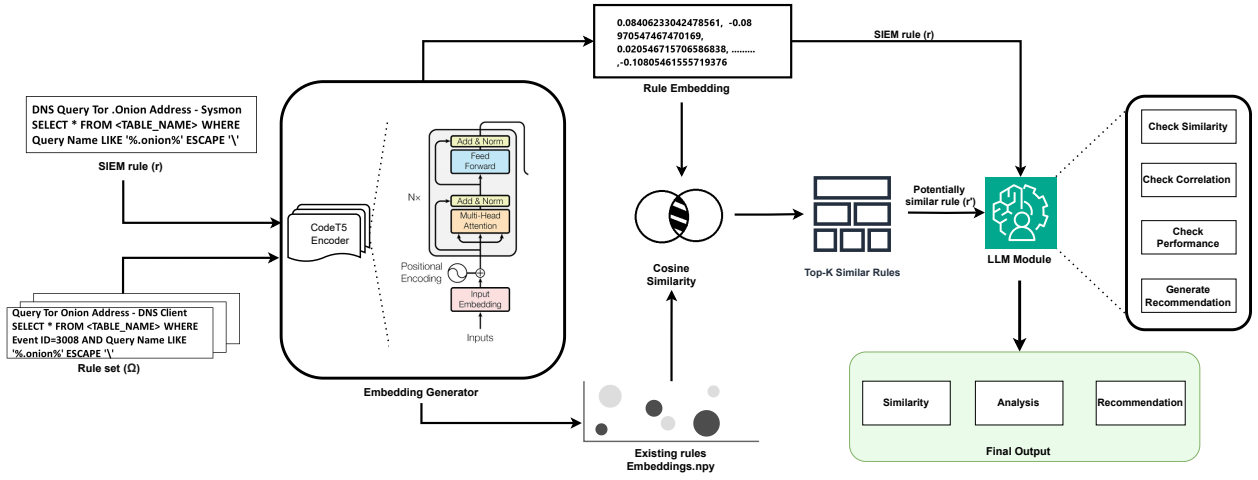 DNS Query Tor .Onion Address - Sysmon
SELECT * FROM <TABLE_NAME> WHERE
Query Name LIKE '%.onion%' ESCAPE '\'
SIEM rule (r)
Query Tor Onion Address - DNS Client
SELECT * FROM <TABLE_NAME> WHERE
Event ID=3008 AND Query Name LIKE
'%.onion%' ESCAPE '\'
Rule set (Ω)
CodeT5
Encoder
Add & Norm
Feed
Forward
N×
Add & Norm
Multi-Head
Attention
Positional
Encoding
Input
Embedding
Inputs
Embedding Generator
0.08406233042478561, -0.08
970547467470169,
0.020546715706586838, .........
,-0.10805461555719376
Rule Embedding
Cosine
Similarity
Existing rules
Embeddings.npy
Top-K Similar Rules
SIEM rule (r)
Potentially
similar rule (r')
LLM Module
Check Similarity
Check Correlation
Check
Performance
Generate
Recommendation
Similarity
Analysis
Recommendation
Final Output